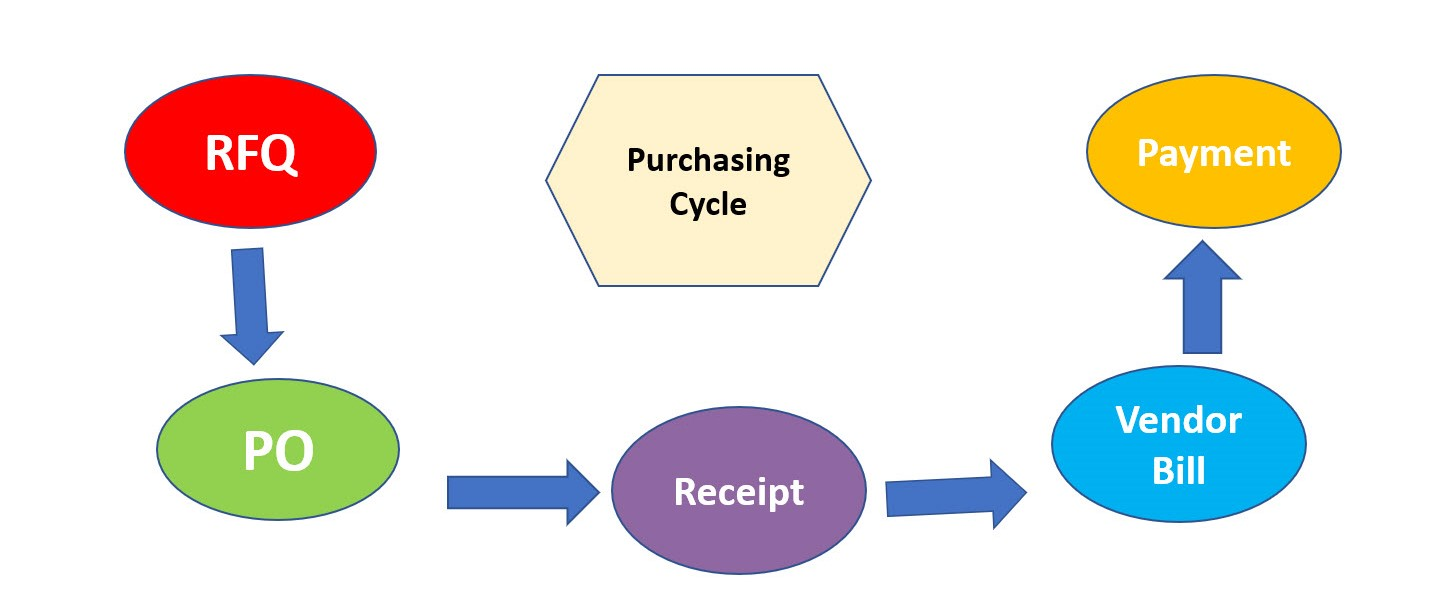 RFQ
Purchasing
Cycle
Payment
PO
Receipt
Vendor
Bill